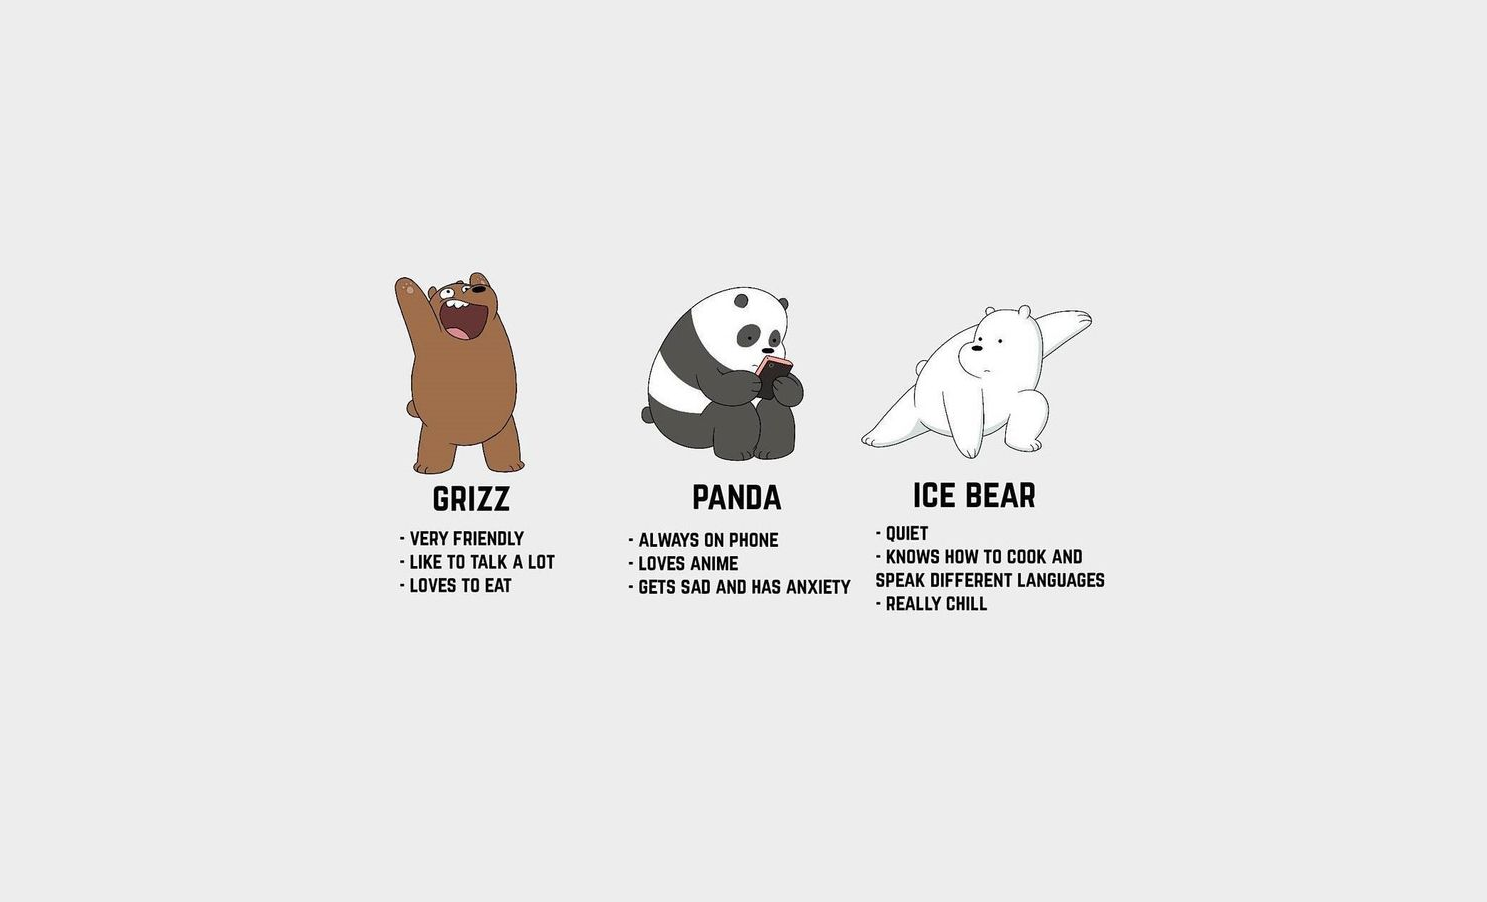 GRIZZ
- VERY FRIENDLY
- LIKE TO TALK A LOT
- LOVES TO EAT
PANDA
- ALWAYS ON PHONE
- LOVES ANIME
- GETS SAD AND HAS ANXIETY
ICE BEAR
- QUIET
- KNOWS HOW TO COOK AND
SPEAK DIFFERENT LANGUAGES
- REALLY CHILL